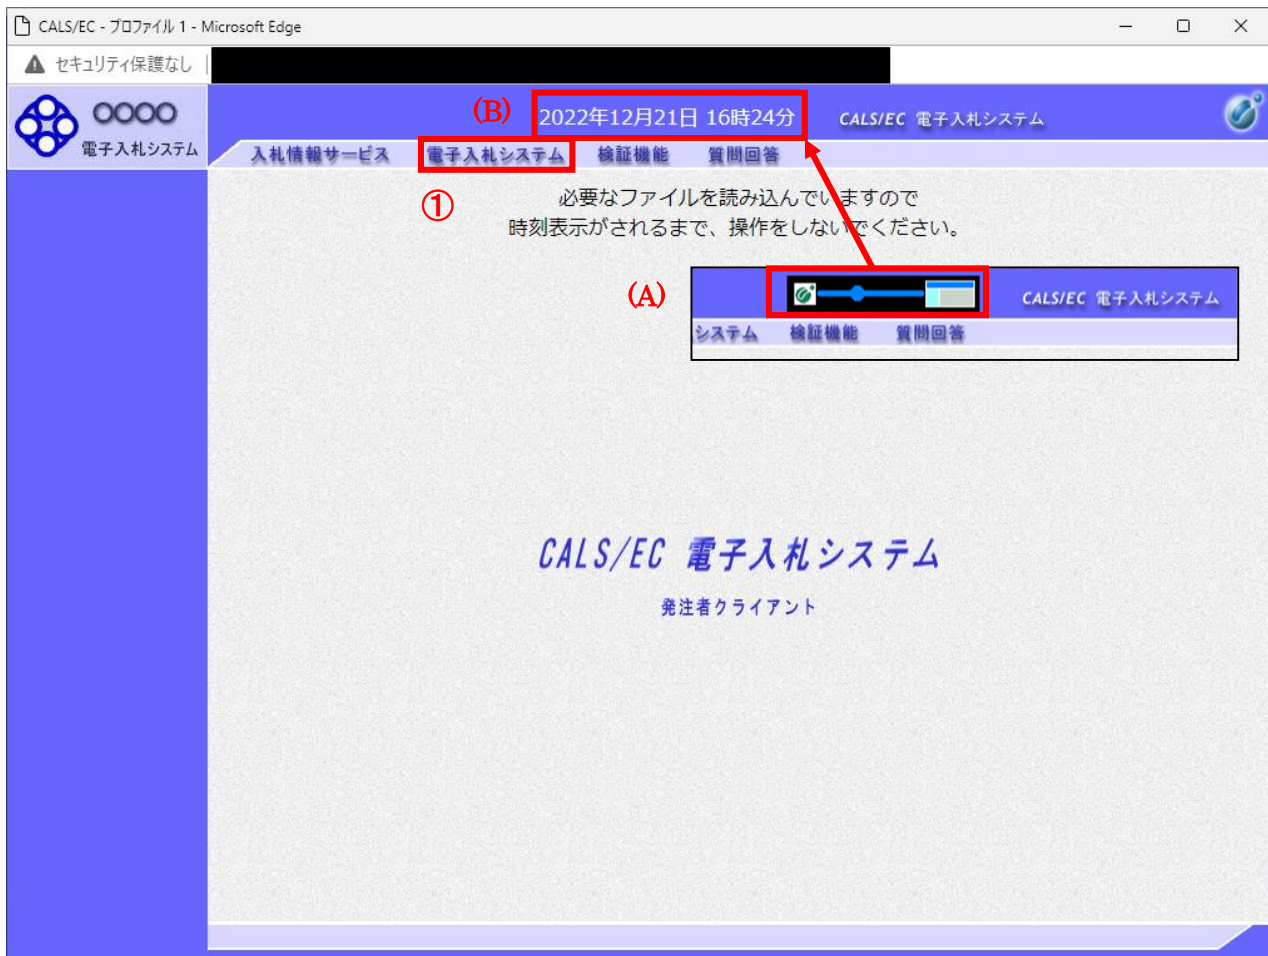 CALS/EC - プロファイル 1 - Microsoft Edge
セキュリティ保護なし
○○○○
電子入札システム
(B)
2022年12月21日 16時24分
CALS/EC 電子入札システム
入札情報サービス 電子入札システム 検証機能 質問回答
①
必要なファイルを読み込んでいますので
時刻表示がされるまで、操作をしないでください。
(A)
CALS/EC 電子入札システム
システム 検証機能 質問回答
CALS/EC 電子入札システム
発注者クライアント